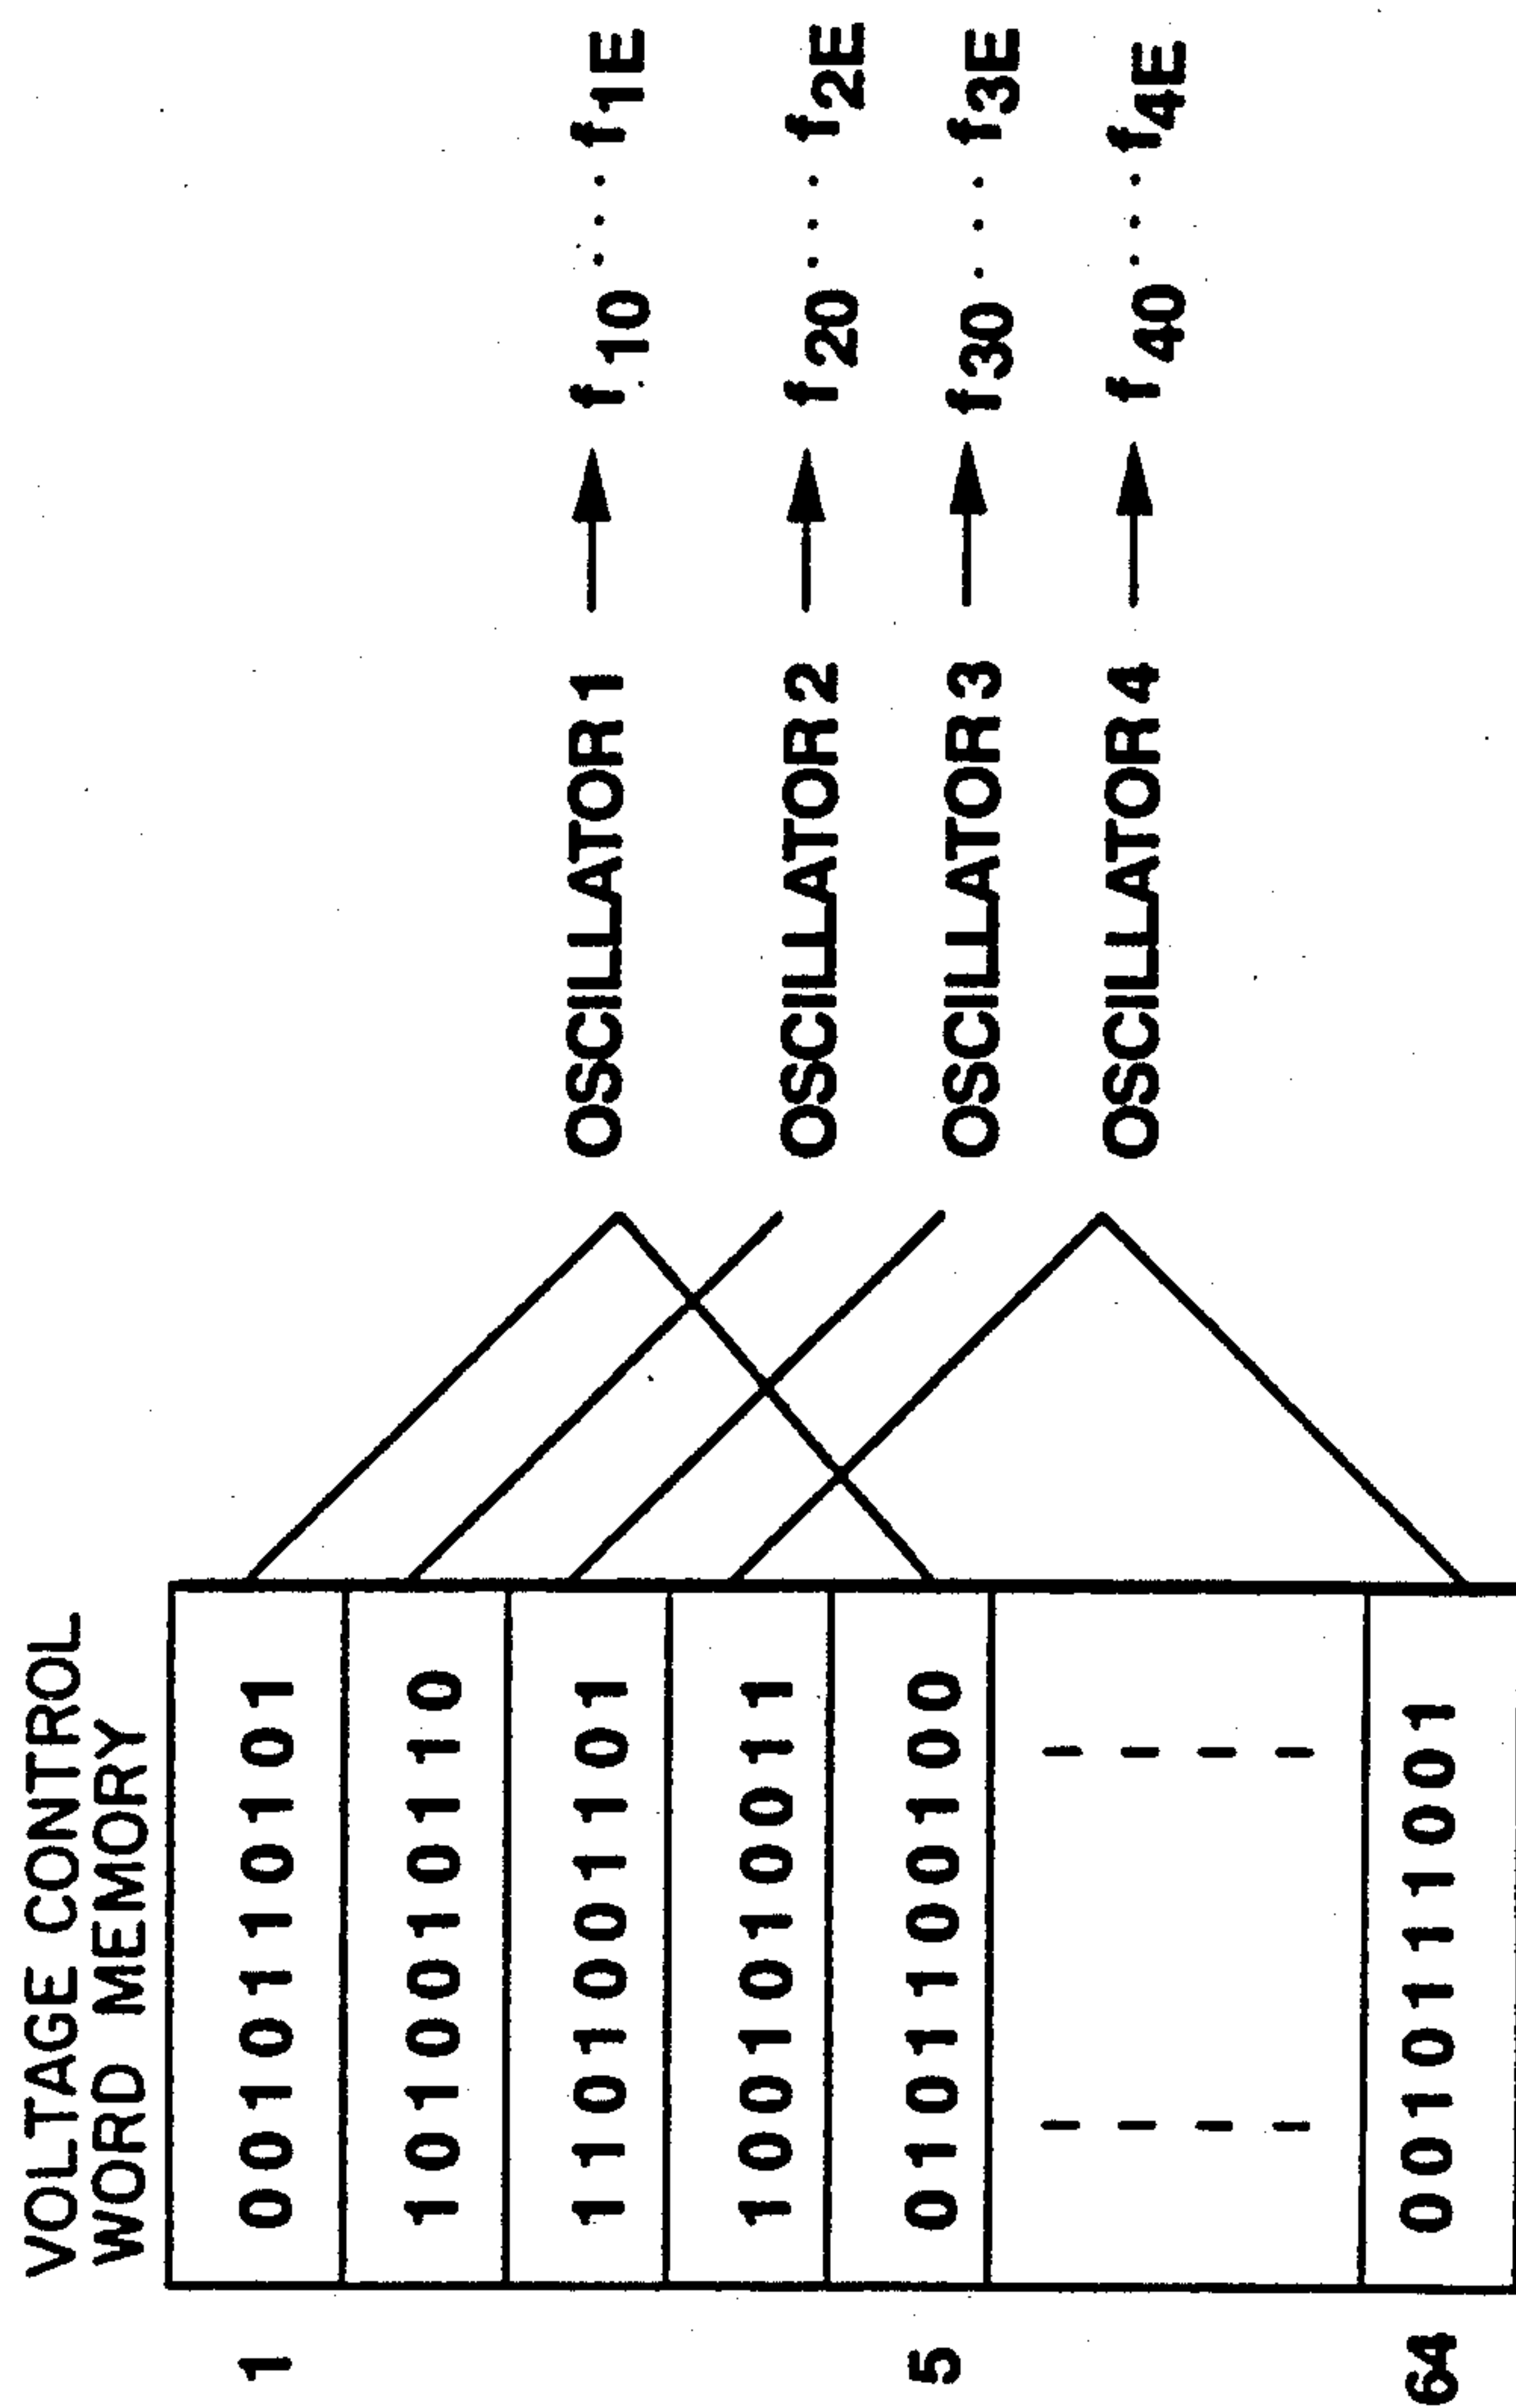 VOLTAGE CONTROL
WORD MEMORY
1 0010110101
1010010110
1101001101
OSCILLATOR 1 → f10 . . . f1E
1001010011
OSCILLATOR 2 → f20 . . . f2E
5 0101100100
OSCILLATOR 3 → f30 . . . f3E
OSCILLATOR 4 → f40 . . . f4E
64 0010111001